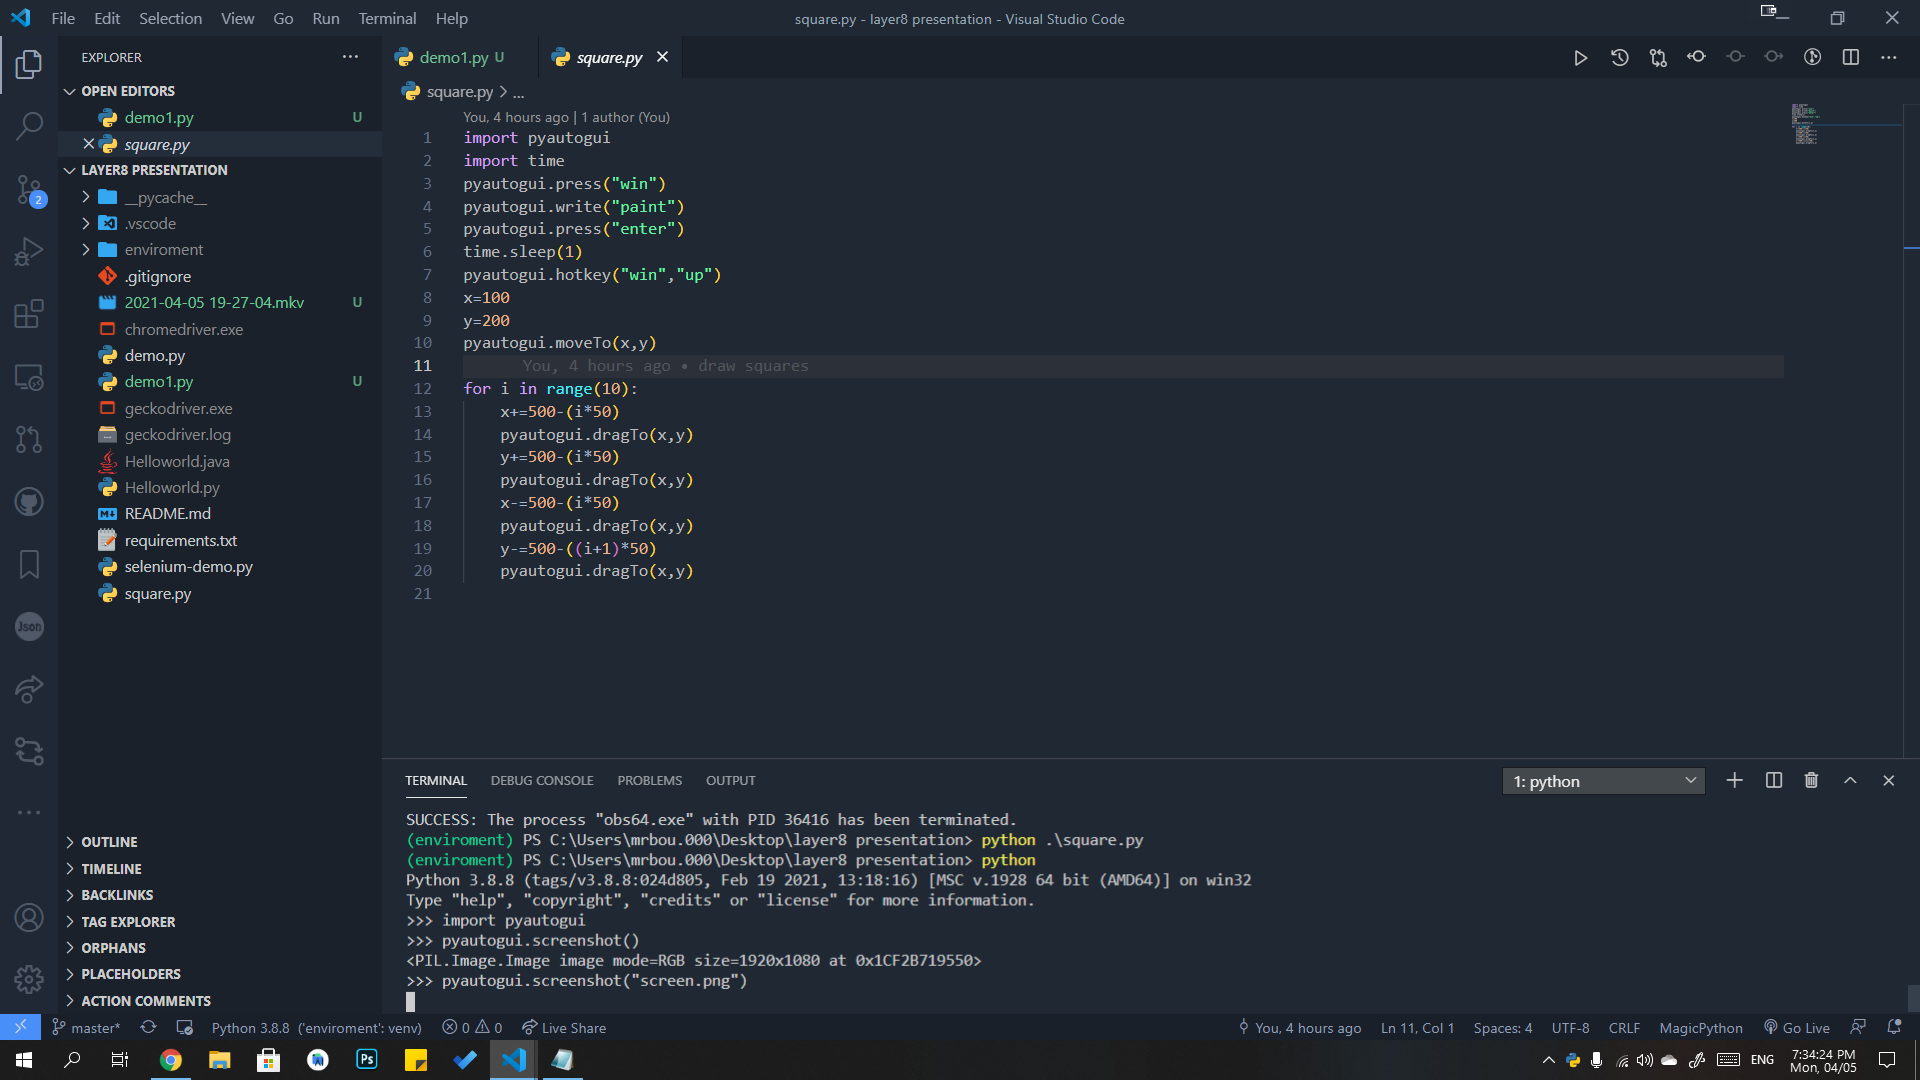 File Edit Selection View Go Run Terminal Help
square.py - layer8 presentation - Visual Studio Code
EXPLORER
OPEN EDITORS
demo1.py U
square.py
LAYER8 PRESENTATION
__pycache__
.vscode
enviroment
.gitignore
2021-04-05 19-27-04.mkv U
chromedriver.exe
demo.py
demo1.py U
geckodriver.exe
geckodriver.log
Helloworld.java
Helloworld.py
README.md
requirements.txt
selenium-demo.py
square.py
OUTLINE
TIMELINE
BACKLINKS
TAG EXPLORER
ORPHANS
PLACEHOLDERS
ACTION COMMENTS
2
Json
demo1.py U
square.py
square.py > ...
You, 4 hours ago | 1 author (You)
1 import pyautogui
2 import time
3 pyautogui.press("win")
4 pyautogui.write("paint")
5 pyautogui.press("enter")
6 time.sleep(1)
7 pyautogui.hotkey("win","up")
8 x=100
9 y=200
10 pyautogui.moveTo(x,y)
11 You, 4 hours ago • draw squares
12 for i in range(10):
13 x+=500-(i*50)
14 pyautogui.dragTo(x,y)
15 y+=500-(i*50)
16 pyautogui.dragTo(x,y)
17 x-=500-(i*50)
18 pyautogui.dragTo(x,y)
19 y-=500-((i+1)*50)
20 pyautogui.dragTo(x,y)
21
TERMINAL DEBUG CONSOLE PROBLEMS OUTPUT
1: python
SUCCESS: The process "obs64.exe" with PID 36416 has been terminated.
(enviroment) PS C:\Users\mrbou.000\Desktop\layer8 presentation> python .\square.py
(enviroment) PS C:\Users\mrbou.000\Desktop\layer8 presentation> python
Python 3.8.8 (tags/v3.8.8:024d805, Feb 19 2021, 13:18:16) [MSC v.1928 64 bit (AMD64)] on win32
Type "help", "copyright", "credits" or "license" for more information.
>>> import pyautogui
>>> pyautogui.screenshot()
<PIL.Image.Image image mode=RGB size=1920x1080 at 0x1CF2B719550>
>>> pyautogui.screenshot("screen.png")
master* Python 3.8.8 ('enviroment': venv) 0 0 Live Share
You, 4 hours ago Ln 11, Col 1 Spaces: 4 UTF-8 CRLF MagicPython Go Live
Ps
ENG
7:34:24 PM
Mon, 04/05